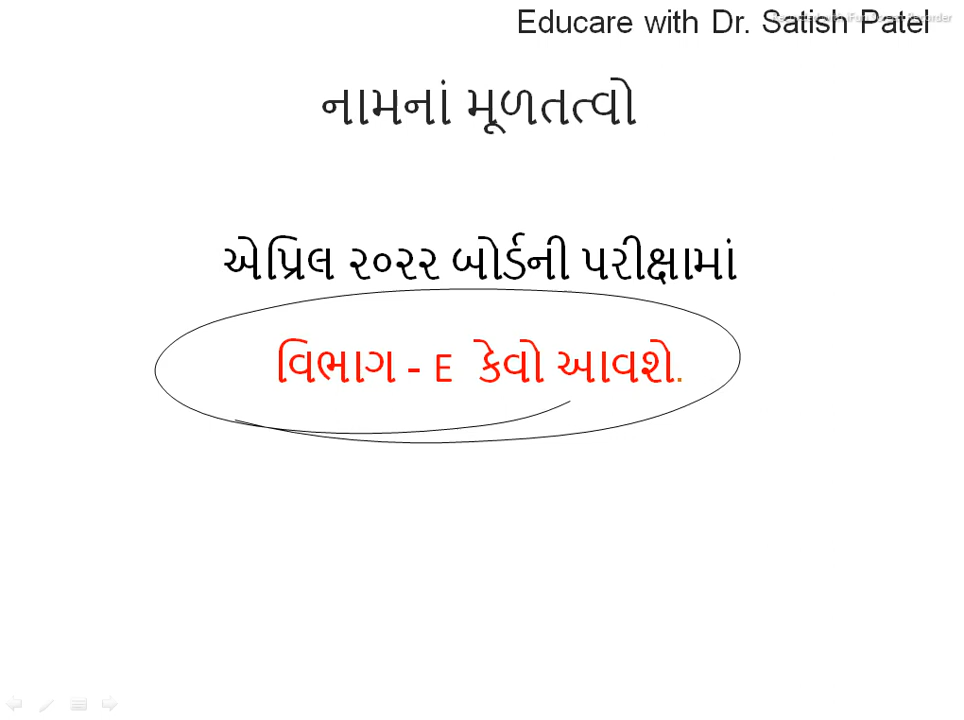 Educare with Dr. Satish Patel
નામનાં મૂળતત્વો
એપ્રિલ ૨૦૨૨ બોર્ડની પરીક્ષામાં
વિભાગ - E કેવો આવશે.